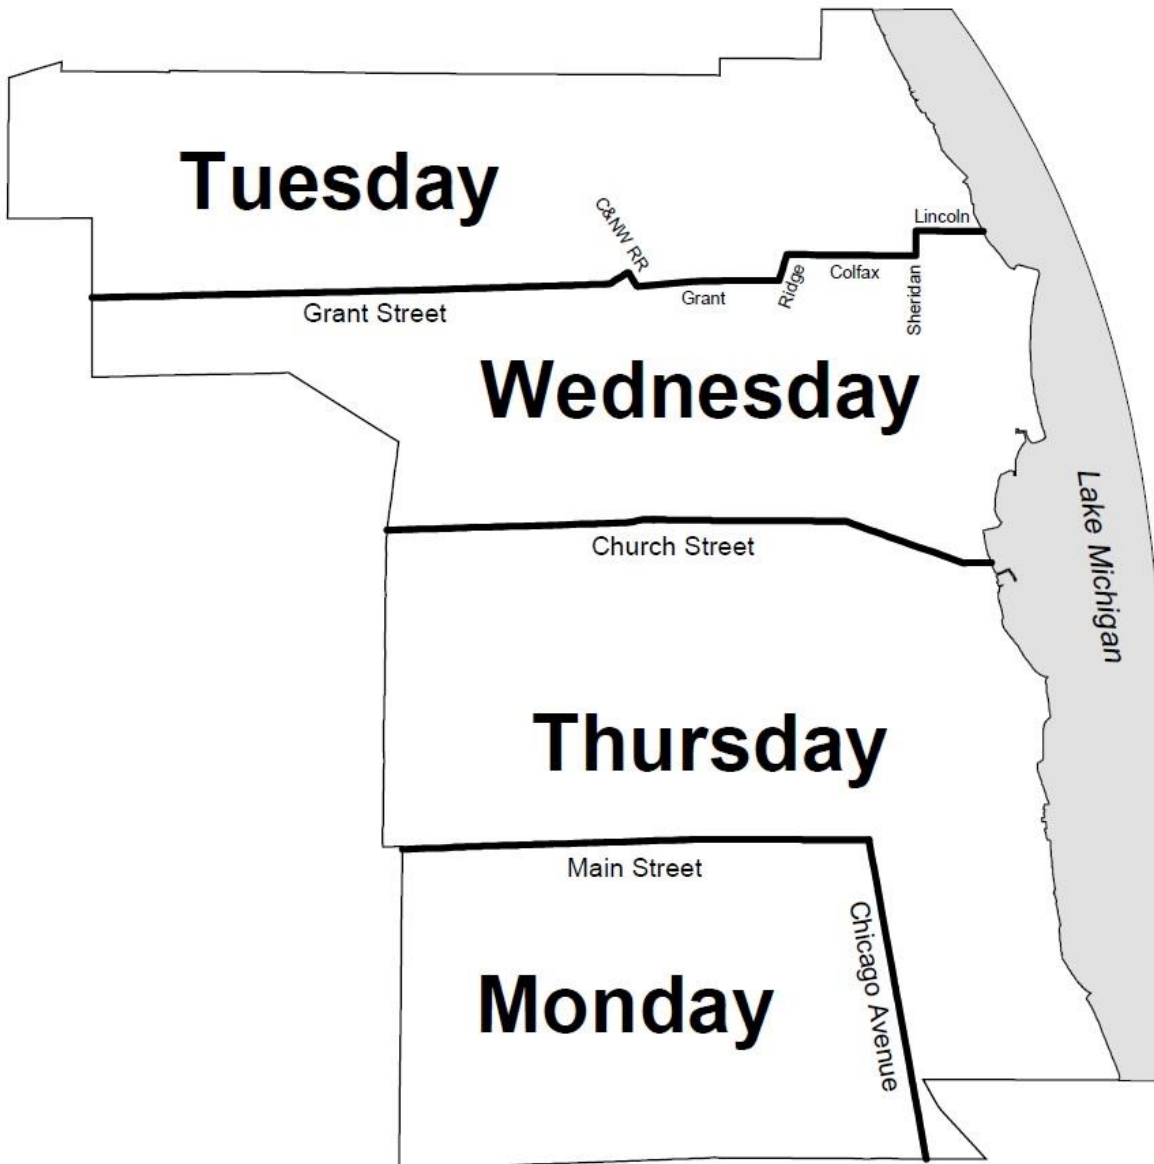 Tuesday
C&NW RR
Lincoln
Grant Street
Grant
Ridge
Colfax
Sheridan
Wednesday
Lake Michigan
Church Street
Thursday
Main Street
Chicago Avenue
Monday